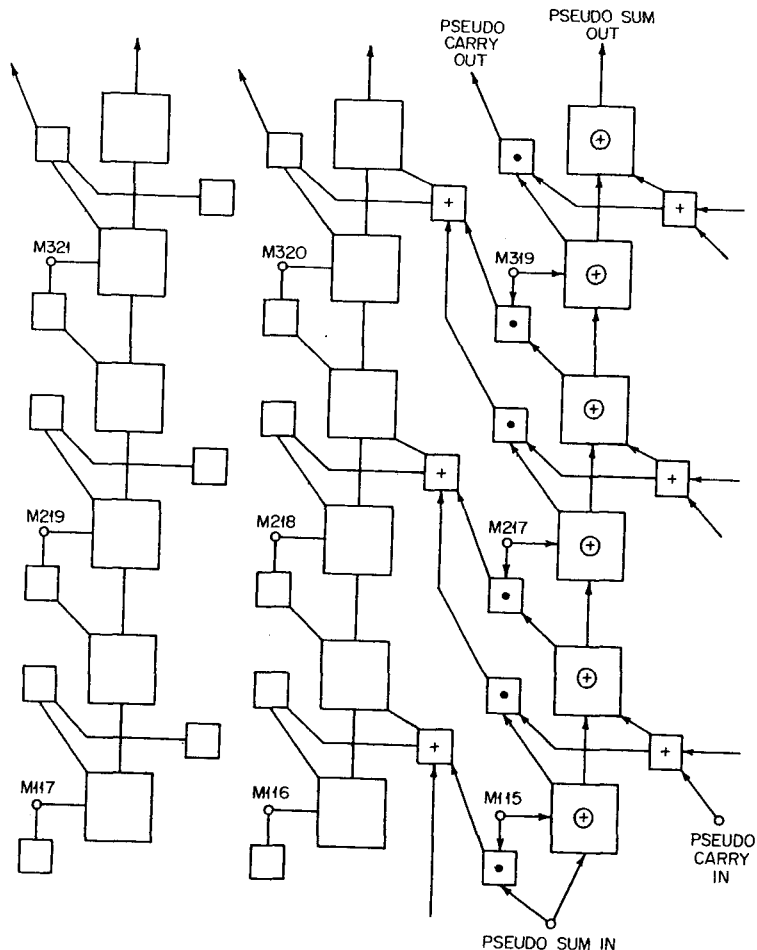 PSEUDO
CARRY
OUT
PSEUDO SUM
OUT
M321
M320
M319
M219
M218
M217
M117
M116
M115
PSEUDO
CARRY
IN
PSEUDO SUM IN